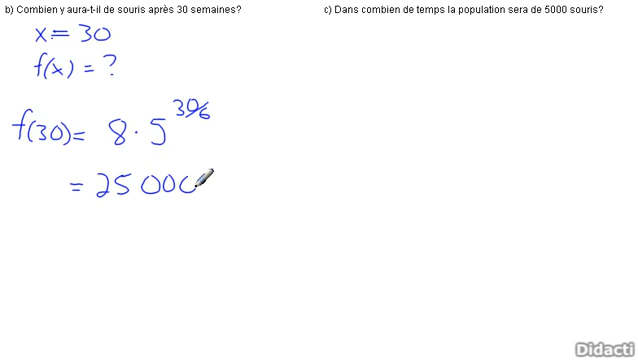 b) Combien y aura-t-il de souris après 30 semaines?
x = 30
f(x) = ?
f(30) = 8 · 5^30/6
= 25 000
c) Dans combien de temps la population sera de 5000 souris?
Didacti